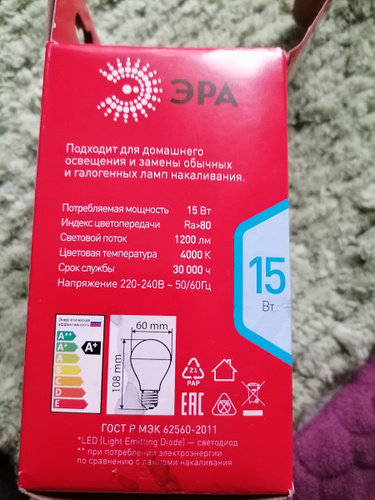 ЭРА
Подходит для домашнего
освещения и замены обычных
и галогенных ламп накаливания.
Потребляемая мощность 15 Вт
Индекс цветопередачи Ra>80
Световой поток 1200 лм
Цветовая температура 4000 К
Срок службы 30 000 ч
Напряжение 220-240В ~ 50/60Гц
15
Вт
Энергетическая
эффективность
A++
A+
A
B
C
D
E
A+
60 mm
108 mm
21
PAP
EAC
ГОСТ Р МЭК 62560-2011
*LED (Light Emitting Diode) — светодиод
** при потреблении электроэнергии
по сравнению с лампами накаливания